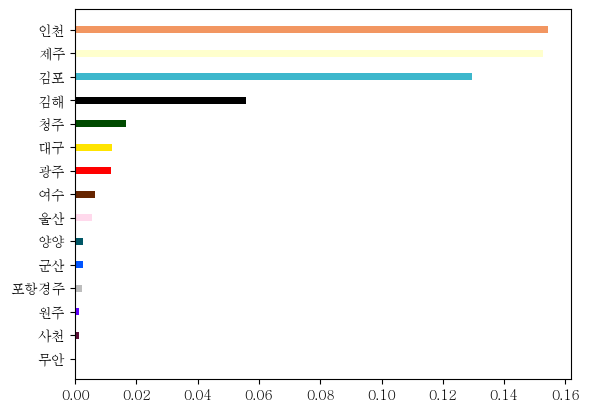 인천
제주
김포
김해
청주
대구
광주
여수
울산
양양
군산
포항경주
원주
사천
무안
0.00 0.02 0.04 0.06 0.08 0.10 0.12 0.14 0.16